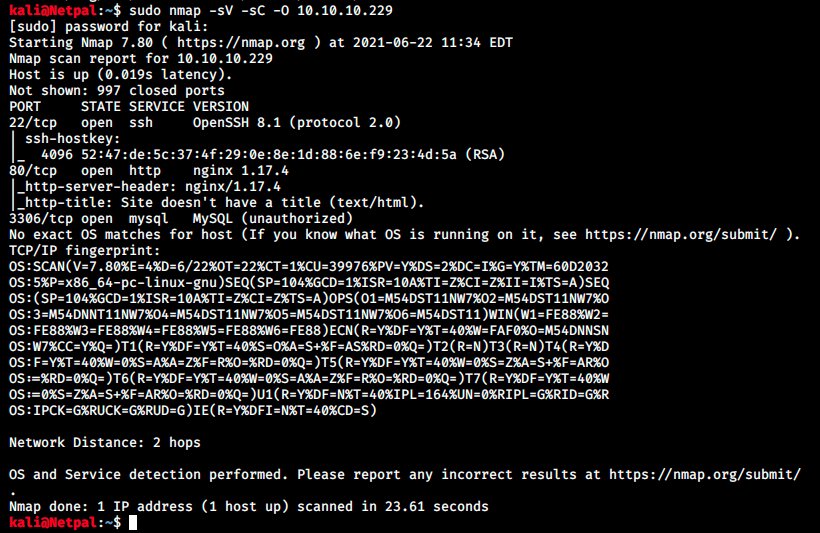 kali@Netpal:~$ sudo nmap -sV -sC -O 10.10.10.229
[sudo] password for kali:
Starting Nmap 7.80 ( https://nmap.org ) at 2021-06-22 11:34 EDT
Nmap scan report for 10.10.10.229
Host is up (0.019s latency).
Not shown: 997 closed ports
PORT     STATE SERVICE VERSION
22/tcp   open  ssh     OpenSSH 8.1 (protocol 2.0)
| ssh-hostkey:
|_  4096 52:47:de:5c:37:4f:29:0e:8e:1d:88:6e:f9:23:4d:5a (RSA)
80/tcp   open  http    nginx 1.17.4
|_http-server-header: nginx/1.17.4
|_http-title: Site doesn't have a title (text/html).
3306/tcp open  mysql   MySQL (unauthorized)
No exact OS matches for host (If you know what OS is running on it, see https://nmap.org/submit/ ).
TCP/IP fingerprint:
OS:SCAN(V=7.80%E=4%D=6/22%OT=22%CT=1%CU=39976%PV=Y%DS=2%DC=I%G=Y%TM=60D2032
OS:5%P=x86_64-pc-linux-gnu)SEQ(SP=104%GCD=1%ISR=10A%TI=Z%CI=Z%II=I%TS=A)SEQ
OS:(SP=104%GCD=1%ISR=10A%TI=Z%CI=Z%TS=A)OPS(O1=M54DST11NW7%O2=M54DST11NW7%O
OS:3=M54DNNT11NW7%O4=M54DST11NW7%O5=M54DST11NW7%O6=M54DST11)WIN(W1=FE88%W2=
OS:FE88%W3=FE88%W4=FE88%W5=FE88%W6=FE88)ECN(R=Y%DF=Y%T=40%W=FAF0%O=M54DNNSN
OS:W7%CC=Y%Q=)T1(R=Y%DF=Y%T=40%S=O%A=S+%F=AS%RD=0%Q=)T2(R=N)T3(R=N)T4(R=Y%D
OS:F=Y%T=40%W=0%S=A%A=Z%F=R%O=%RD=0%Q=)T5(R=Y%DF=Y%T=40%W=0%S=Z%A=S+%F=AR%O
OS:=%RD=0%Q=)T6(R=Y%DF=Y%T=40%W=0%S=A%A=Z%F=R%O=%RD=0%Q=)T7(R=Y%DF=Y%T=40%W
OS:=0%S=Z%A=S+%F=AR%O=%RD=0%Q=)U1(R=Y%DF=N%T=40%IPL=164%UN=0%RIPL=G%RID=G%R
OS:IPCK=G%RUCK=G%RUD=G)IE(R=Y%DFI=N%T=40%CD=S)
Network Distance: 2 hops
OS and Service detection performed. Please report any incorrect results at https://nmap.org/submit/
.
Nmap done: 1 IP address (1 host up) scanned in 23.61 seconds
kali@Netpal:~$